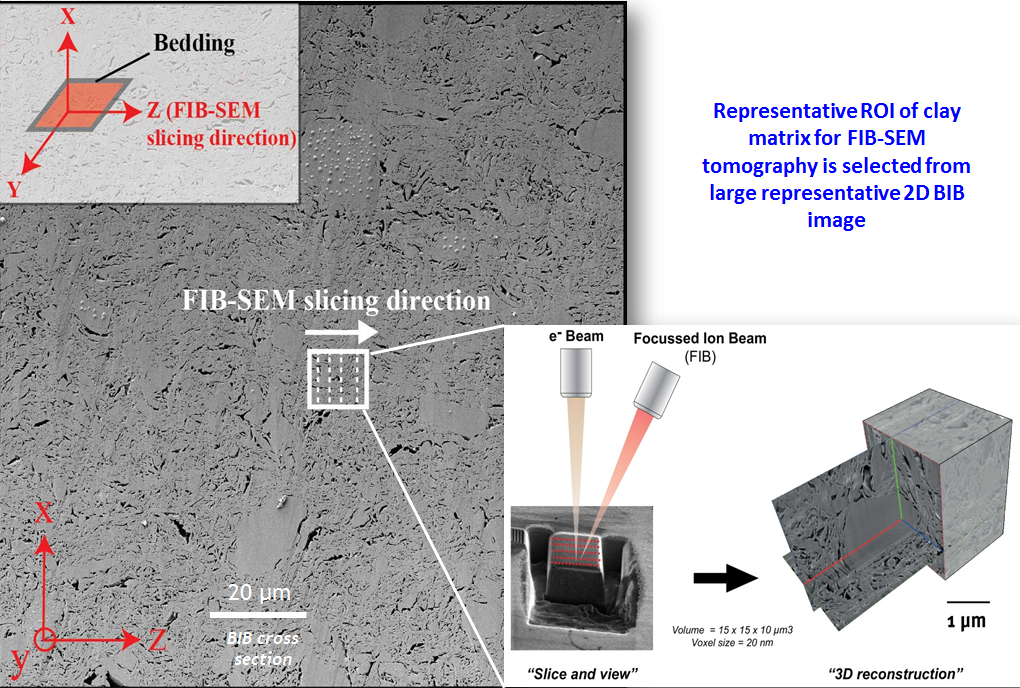 X
Bedding
Z (FIB-SEM
slicing direction)
Y
Representative ROI of clay
matrix for FIB-SEM
tomography is selected from
large representative 2D BIB
image
FIB-SEM slicing direction
e- Beam
Focussed Ion Beam
(FIB)
X
Z
y
20 µm
BIB cross
section
Volume = 15 x 15 x 10 µm3
Voxel size = 20 nm
1 µm
"Slice and view"
"3D reconstruction"